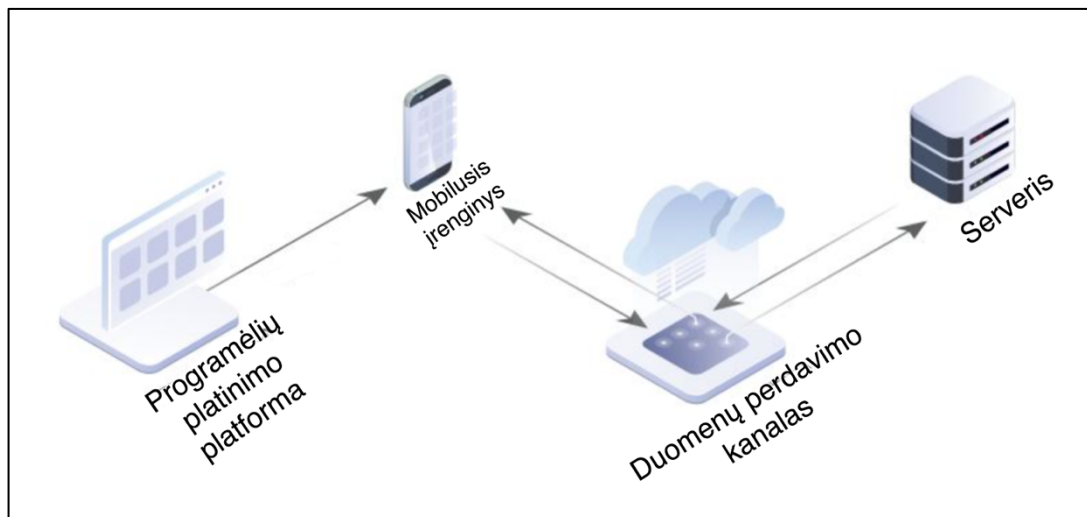 Programėlių
platinimo
platforma
Mobilusis
įrenginys
Duomenų perdavimo
kanalas
Serveris